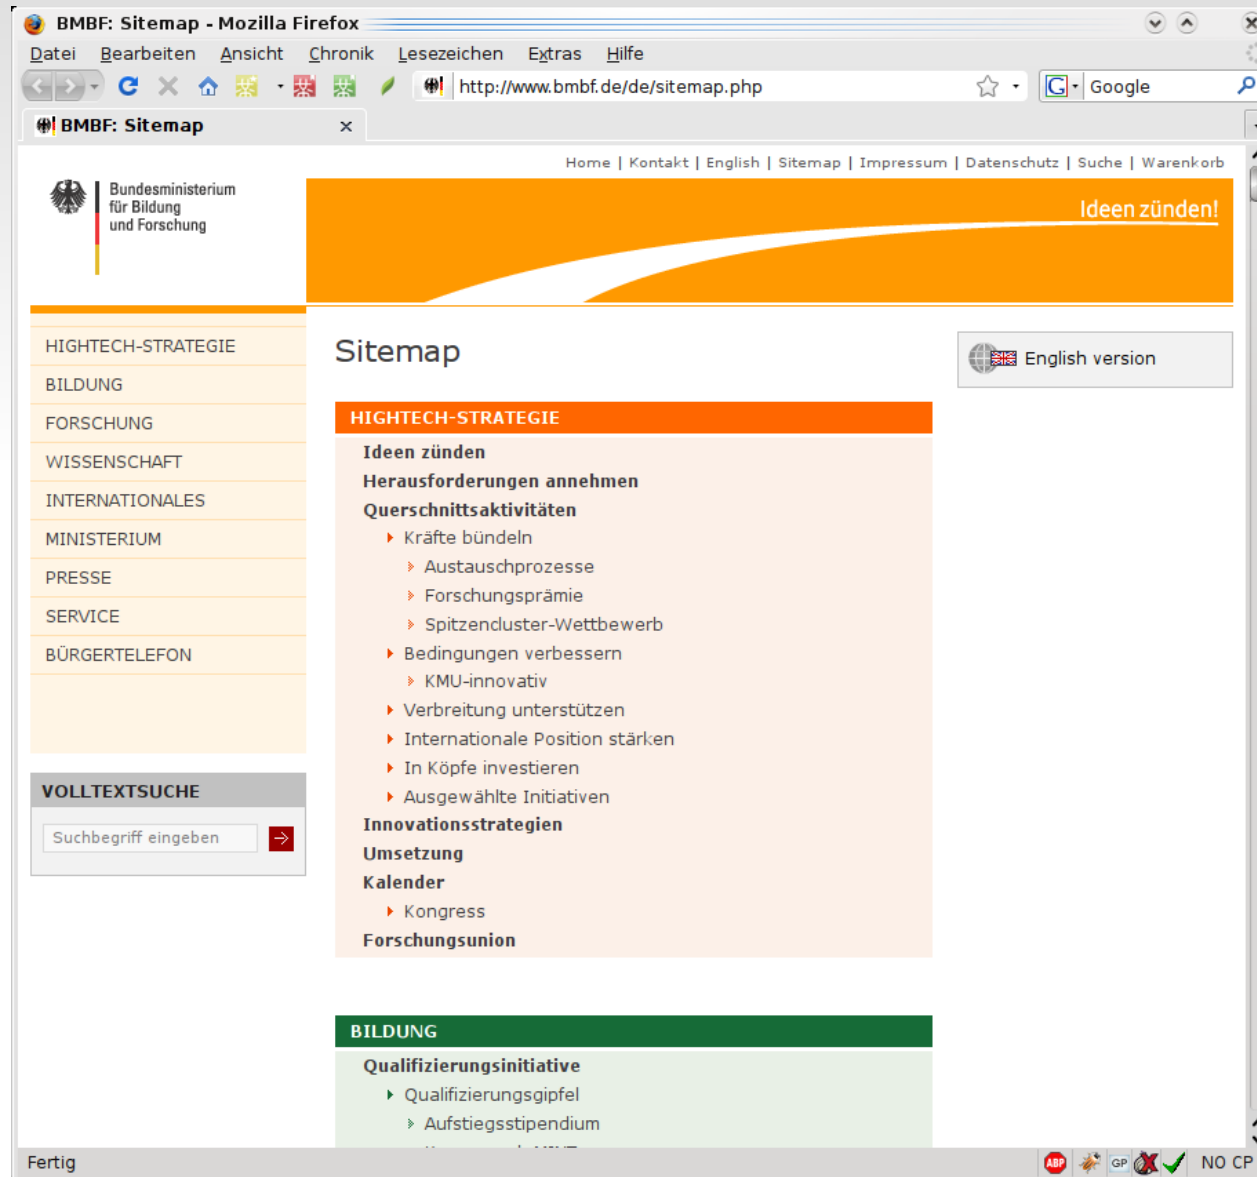 BMBF: Sitemap - Mozilla Firefox
Datei Bearbeiten Ansicht Chronik Lesezeichen Extras Hilfe
http://www.bmbf.de/de/sitemap.php
G Google
BMBF: Sitemap
Home | Kontakt | English | Sitemap | Impressum | Datenschutz | Suche | Warenkorb
Bundesministerium
für Bildung
und Forschung
Ideen zünden!
HIGHTECH-STRATEGIE
BILDUNG
FORSCHUNG
WISSENSCHAFT
INTERNATIONALES
MINISTERIUM
PRESSE
SERVICE
BÜRGERTELEFON
VOLLTEXTSUCHE
Suchbegriff eingeben
Sitemap
HIGHTECH-STRATEGIE
Ideen zünden
Herausforderungen annehmen
Querschnittsaktivitäten
Kräfte bündeln
Austauschprozesse
Forschungsprämie
Spitzencluster-Wettbewerb
Bedingungen verbessern
KMU-innovativ
Verbreitung unterstützen
Internationale Position stärken
In Köpfe investieren
Ausgewählte Initiativen
Innovationsstrategien
Umsetzung
Kalender
Kongress
Forschungsunion
BILDUNG
Qualifizierungsinitiative
Qualifizierungsgipfel
Aufstiegsstipendium
English version
Fertig
ABP
GP
NO CP